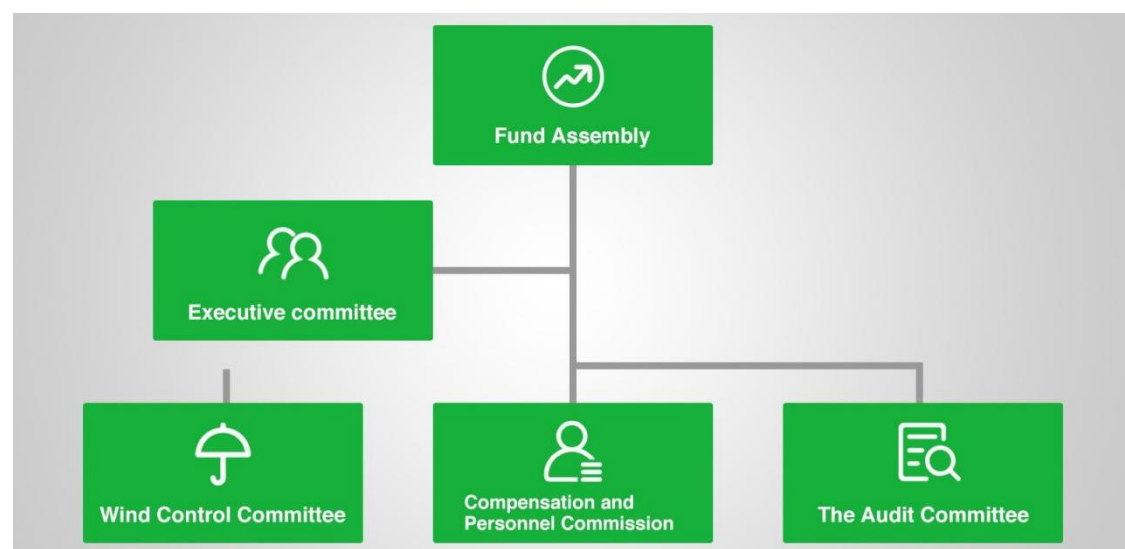 Fund Assembly
Executive committee
Wind Control Committee
Compensation and
Personnel Commission
The Audit Committee